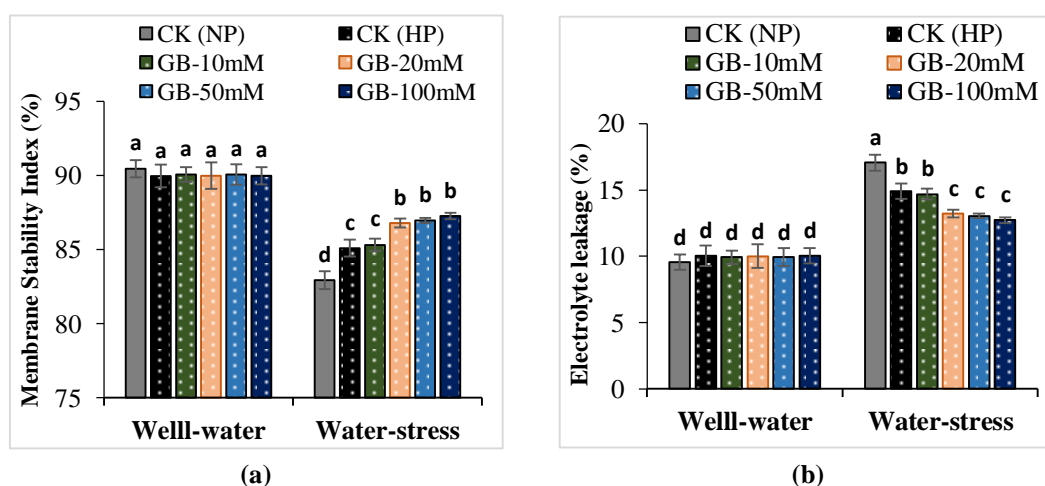 CK (NP) CK (HP)
GB-10mM GB-20mM
GB-50mM GB-100mM
Membrane Stability Index (%)
95
90
85
80
75
a a a a a a
d c c b b b
Welll-water Water-stress
(a)
CK (NP) CK (HP)
GB-10mM GB-20mM
GB-50mM GB-100mM
Electrolyte leakage (%)
20
15
10
5
0
d d d d d d
a b b c c c
Welll-water Water-stress
(b)